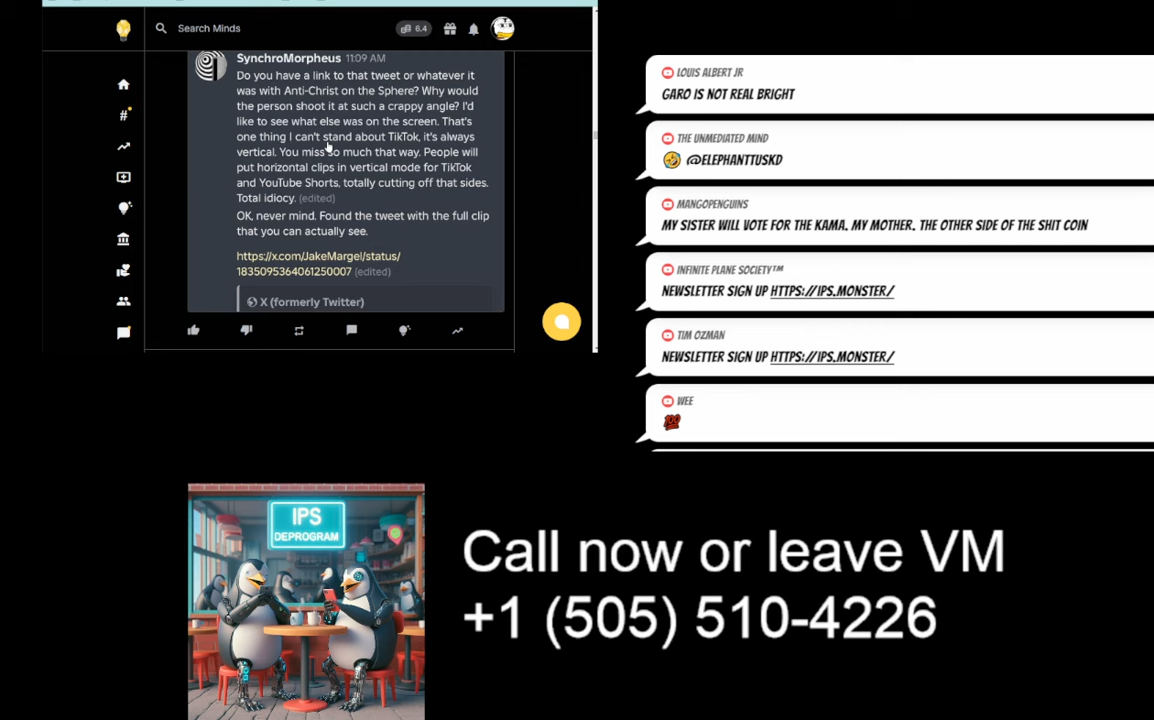 Search Minds
6.4
SynchroMorpheus 11:09 AM
Do you have a link to that tweet or whatever it
was with Anti-Christ on the Sphere? Why would
the person shoot it at such a crappy angle? I'd
like to see what else was on the screen. That's
one thing I can't stand about TikTok, it's always
vertical. You miss so much that way. People will
put horizontal clips in vertical mode for TikTok
and YouTube Shorts, totally cutting off that sides.
Total idiocy. (edited)
OK, never mind. Found the tweet with the full clip
that you can actually see.
https://x.com/JakeMargel/status/
1835095364061250007 (edited)
X (formerly Twitter)
LOUIS ALBERT JR
GARO IS NOT REAL BRIGHT
THE UNMEDIATED MIND
🤣 @ELEPHANTTUSKD
MANGOPENGUINS
MY SISTER WILL VOTE FOR THE KAMA. MY MOTHER. THE OTHER SIDE OF THE SHIT COIN
INFINITE PLANE SOCIETY™
NEWSLETTER SIGN UP HTTPS://IPS.MONSTER/
TIM OZMAN
NEWSLETTER SIGN UP HTTPS://IPS.MONSTER/
WEE
💯
IPS
DEPROGRAM
Call now or leave VM
+1 (505) 510-4226